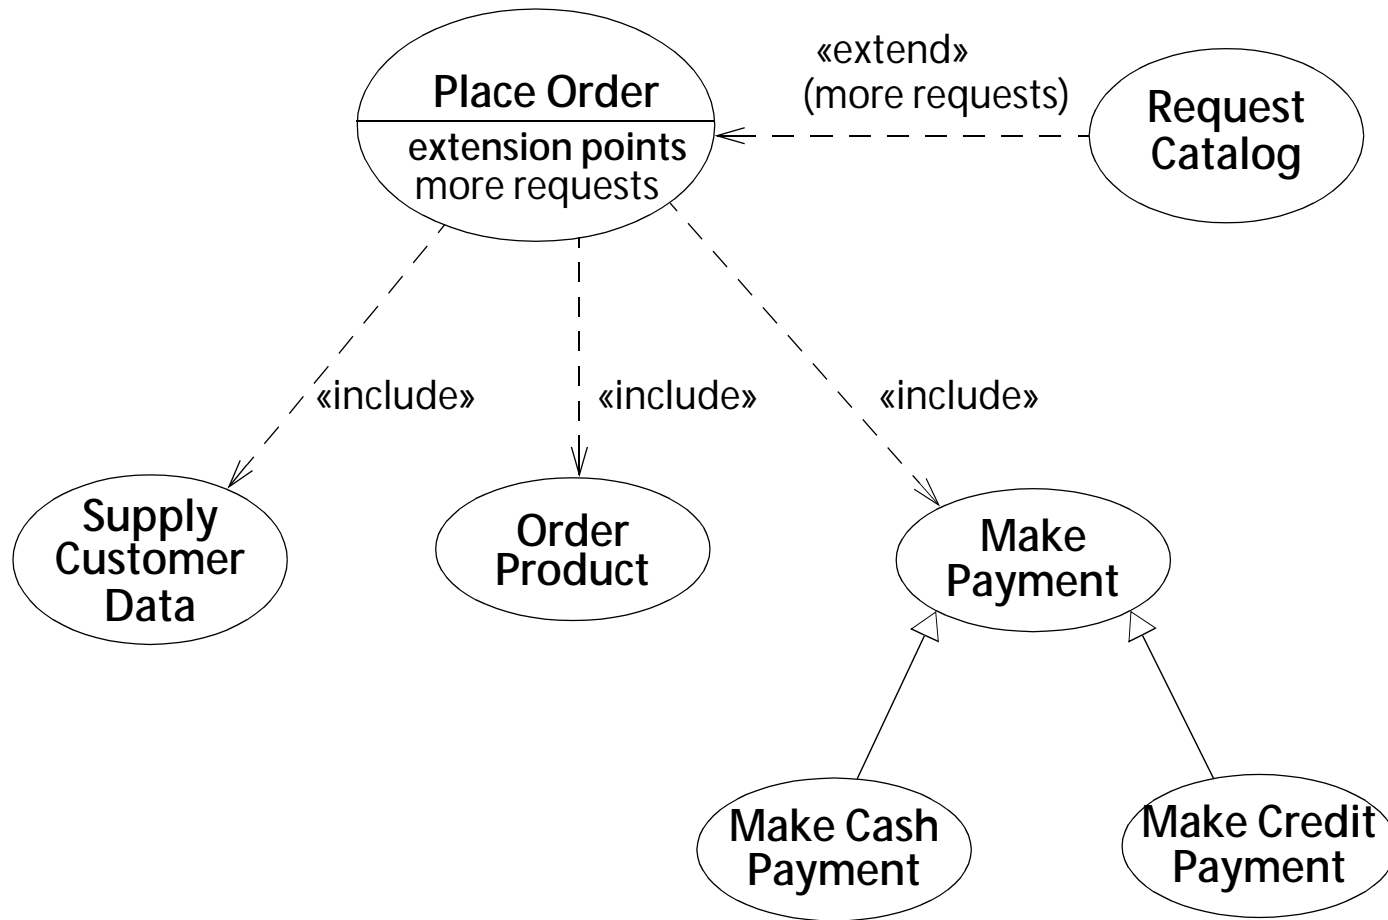 Place Order
extension points
more requests
«extend»
(more requests)
Request
Catalog
«include»
«include»
«include»
Supply
Customer
Data
Order
Product
Make
Payment
Make Cash
Payment
Make Credit
Payment